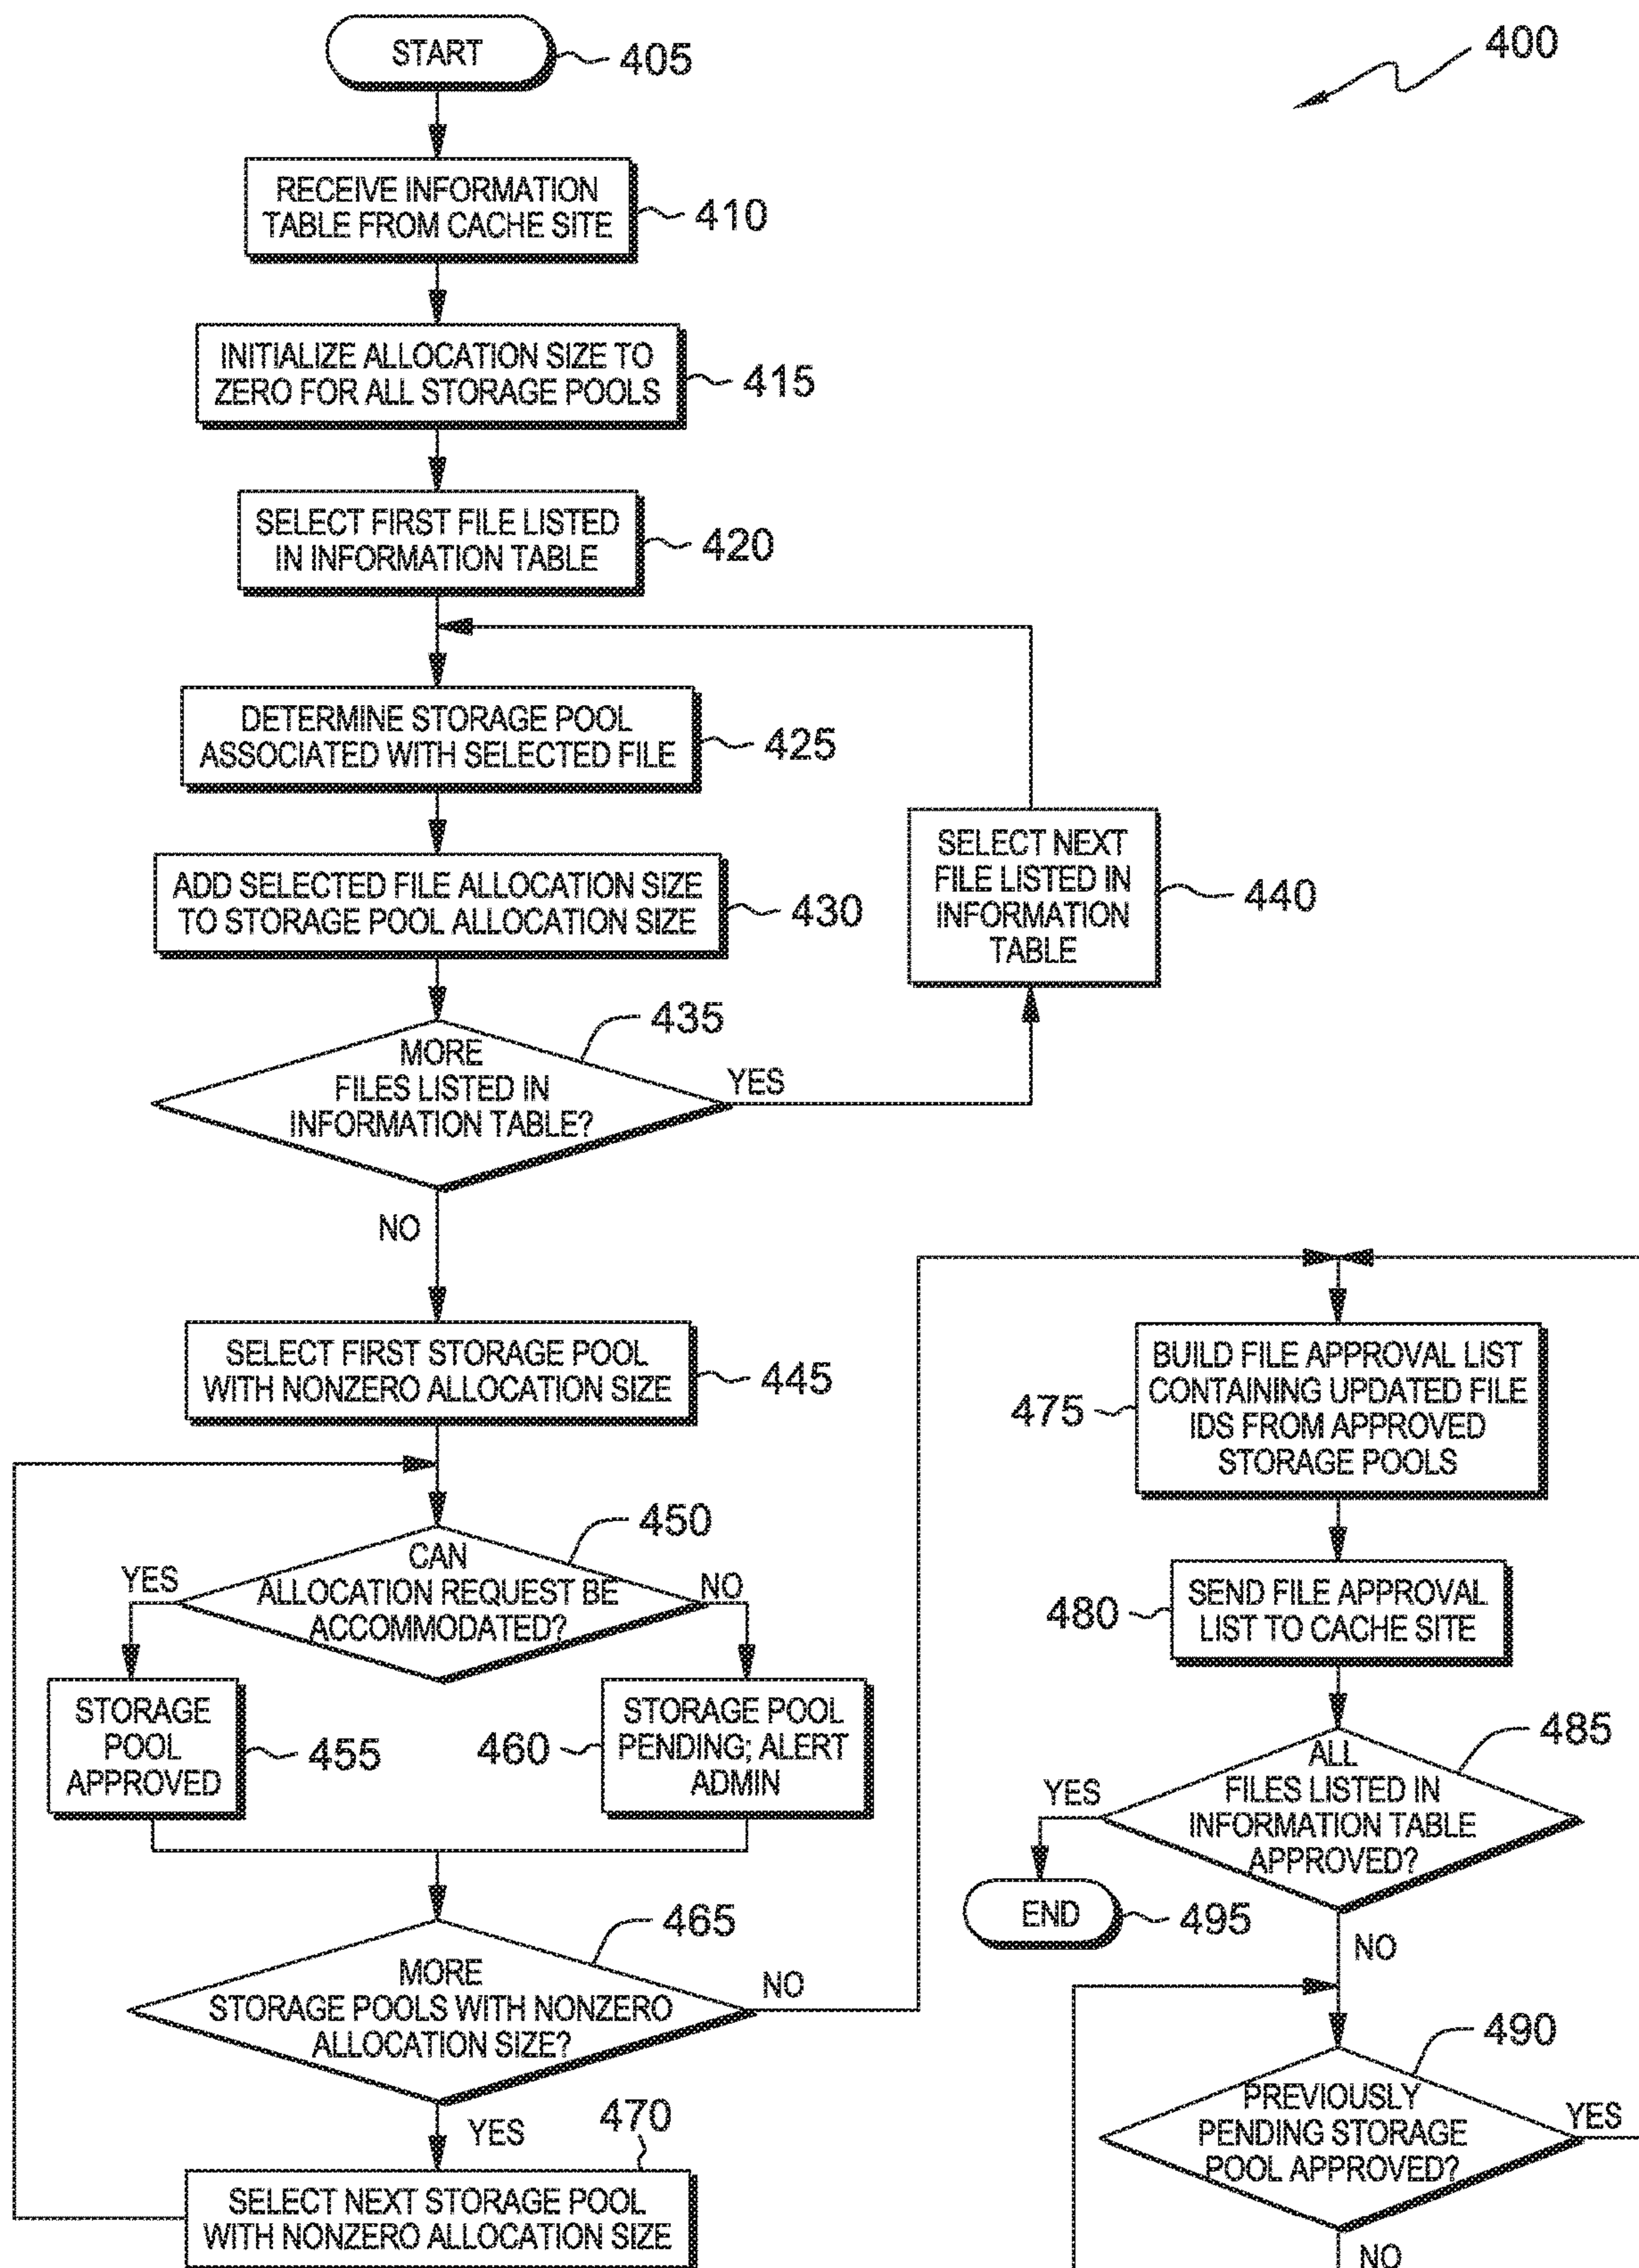 START
405
400
RECEIVE INFORMATION
TABLE FROM CACHE SITE
410
INITIALIZE ALLOCATION SIZE TO
ZERO FOR ALL STORAGE POOLS
415
SELECT FIRST FILE LISTED
IN INFORMATION TABLE
420
DETERMINE STORAGE POOL
ASSOCIATED WITH SELECTED FILE
425
ADD SELECTED FILE ALLOCATION SIZE
TO STORAGE POOL ALLOCATION SIZE
430
SELECT NEXT
FILE LISTED IN
INFORMATION
TABLE
440
435
MORE
FILES LISTED IN
INFORMATION TABLE?
YES
NO
SELECT FIRST STORAGE POOL
WITH NONZERO ALLOCATION SIZE
445
450
CAN
ALLOCATION REQUEST BE
ACCOMMODATED?
YES
NO
STORAGE
POOL
APPROVED
455
460
STORAGE POOL
PENDING; ALERT
ADMIN
465
MORE
STORAGE POOLS WITH NONZERO
ALLOCATION SIZE?
NO
YES
470
SELECT NEXT STORAGE POOL
WITH NONZERO ALLOCATION SIZE
475
BUILD FILE APPROVAL LIST
CONTAINING UPDATED FILE
IDS FROM APPROVED
STORAGE POOLS
480
SEND FILE APPROVAL
LIST TO CACHE SITE
485
ALL
FILES LISTED IN
INFORMATION TABLE
APPROVED?
YES
END
495
NO
490
PREVIOUSLY
PENDING STORAGE
POOL APPROVED?
YES
NO